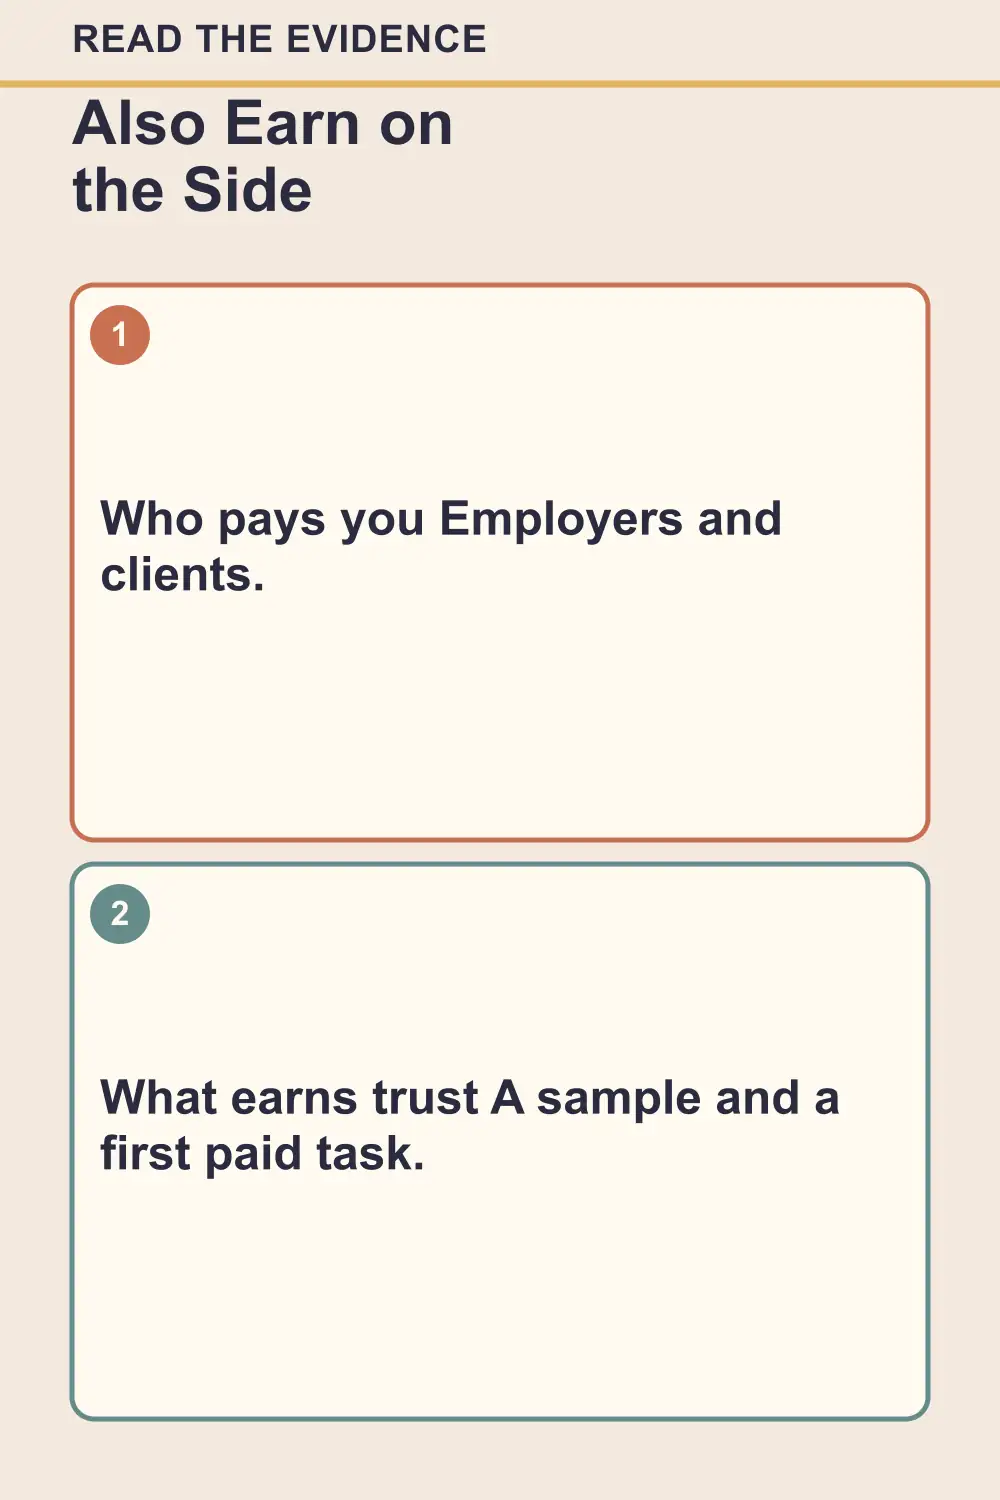 READ THE EVIDENCE
Also Earn on
the Side
1
Who pays you Employers and
clients.
2
What earns trust A sample and a
first paid task.